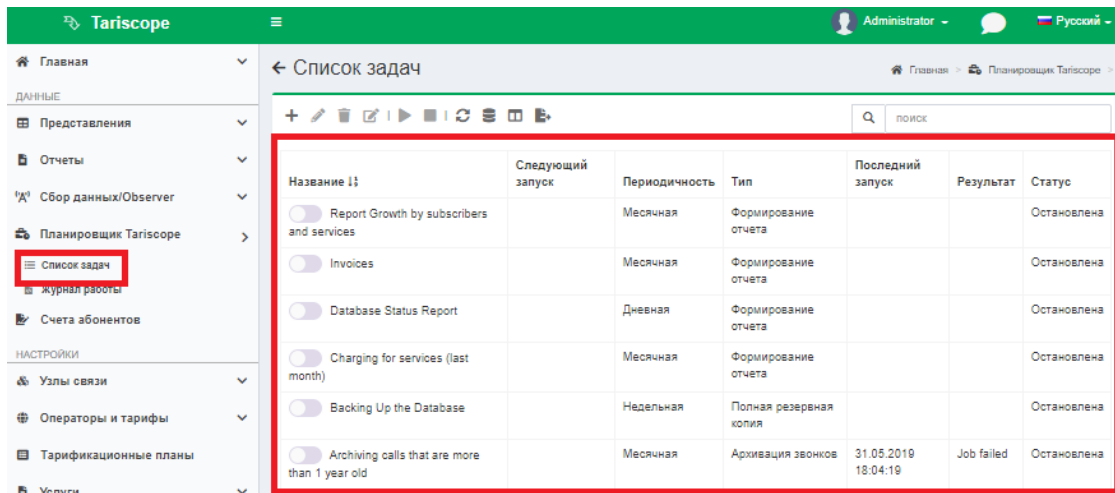 Tariscope
Administrator
Русский
Главная
ДАННЫЕ
Представления
Отчеты
Сбор данных/Observer
Планировщик Tariscope
Список задач
Журнал работы
Счета абонентов
НАСТРОЙКИ
Узлы связи
Операторы и тарифы
Тарификационные планы
Услуги
Список задач
Главная > Планировщик Tariscope >
поиск
Название Следующий запуск Периодичность Тип Последний запуск Результат Статус
Report Growth by subscribers and services Месячная Формирование отчета Остановлена
Invoices Месячная Формирование отчета Остановлена
Database Status Report Дневная Формирование отчета Остановлена
Charging for services (last month) Месячная Формирование отчета Остановлена
Backing Up the Database Недельная Полная резервная копия Остановлена
Archiving calls that are more than 1 year old Месячная Архивация звонков 31.05.2019 18:04:19 Job failed Остановлена